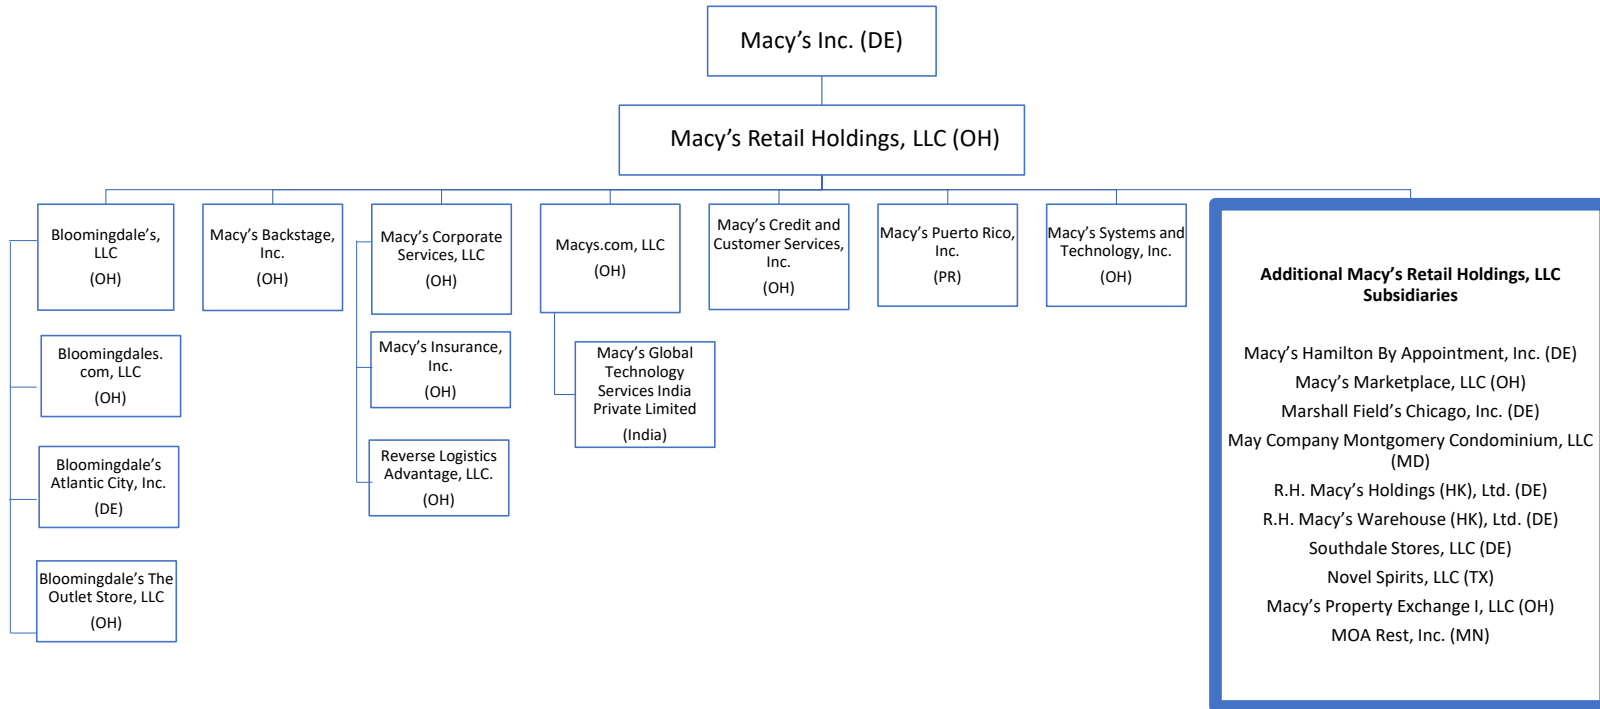 Macy’s Inc. (DE)
Macy’s Retail Holdings, LLC (OH)
Bloomingdale’s,
LLC
(OH)
Macy’s Backstage,
Inc.
(OH)
Macy’s Corporate
Services, LLC
(OH)
Macys.com, LLC
(OH)
Macy’s Credit and
Customer Services,
Inc.
(OH)
Macy’s Puerto Rico,
Inc.
(PR)
Macy’s Systems and
Technology, Inc.
(OH)
Bloomingdales.
com, LLC
(OH)
Bloomingdale’s
Atlantic City, Inc.
(DE)
Bloomingdale’s The
Outlet Store, LLC
(OH)
Macy’s Insurance,
Inc.
(OH)
Reverse Logistics
Advantage, LLC.
(OH)
Macy’s Global
Technology
Services India
Private Limited
(India)
Additional Macy’s Retail Holdings, LLC
Subsidiaries
Macy’s Hamilton By Appointment, Inc. (DE)
Macy’s Marketplace, LLC (OH)
Marshall Field’s Chicago, Inc. (DE)
May Company Montgomery Condominium, LLC
(MD)
R.H. Macy’s Holdings (HK), Ltd. (DE)
R.H. Macy’s Warehouse (HK), Ltd. (DE)
Southdale Stores, LLC (DE)
Novel Spirits, LLC (TX)
Macy’s Property Exchange I, LLC (OH)
MOA Rest, Inc. (MN)